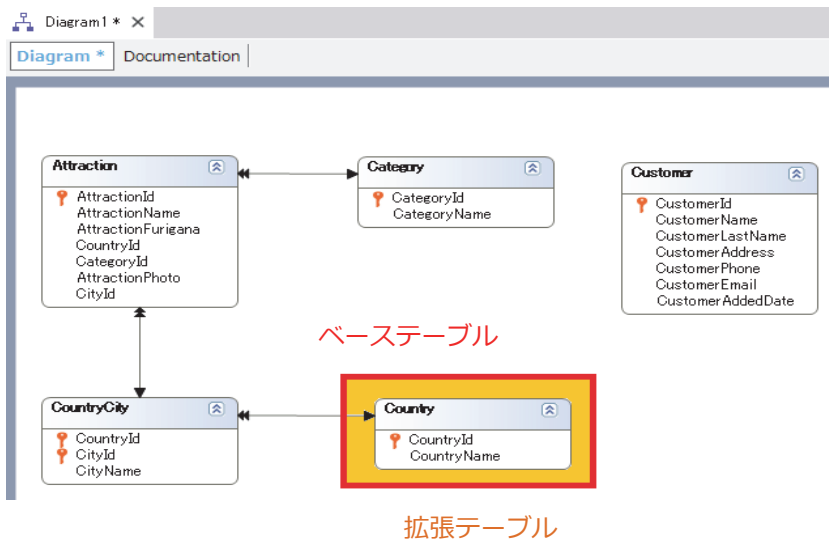 Diagram1 *
Diagram *
Documentation
Attraction
AttractionId
AttractionName
AttractionFurigana
CountryId
CategoryId
AttractionPhoto
CityId
Category
CategoryId
CategoryName
Customer
CustomerId
CustomerName
CustomerLastName
CustomerAddress
CustomerPhone
CustomerEmail
CustomerAddedDate
ベーステーブル
CountryCity
CountryId
CityId
CityName
Country
CountryId
CountryName
拡張テーブル